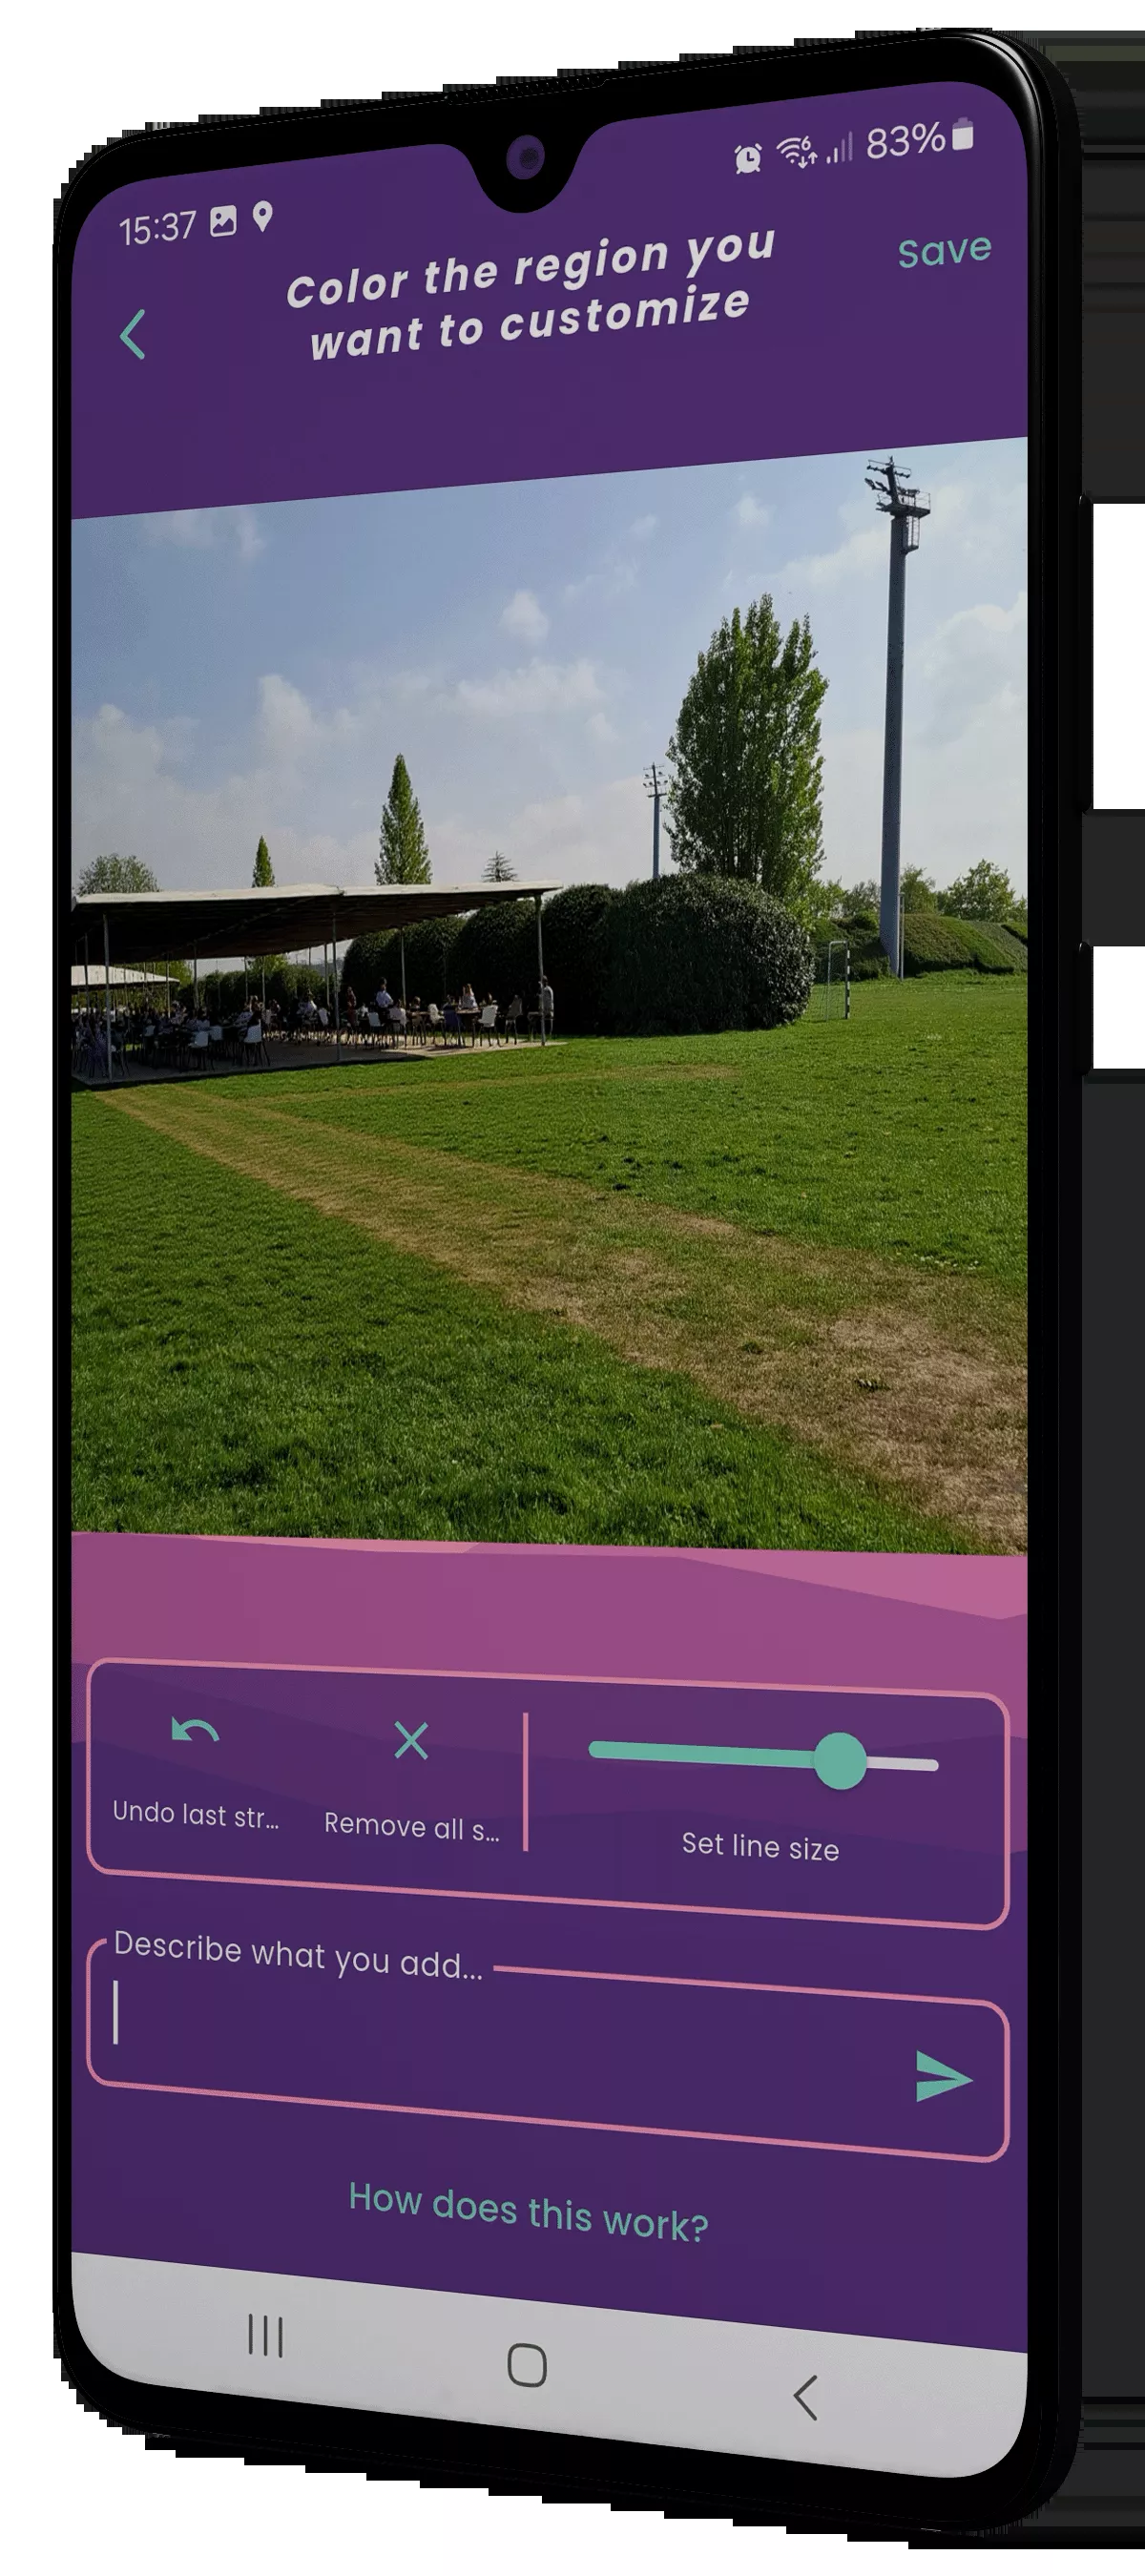 15:37
83%
Color the region you
want to customize
Save
Undo last str...
Remove all s...
Set line size
Describe what you add...
How does this work?